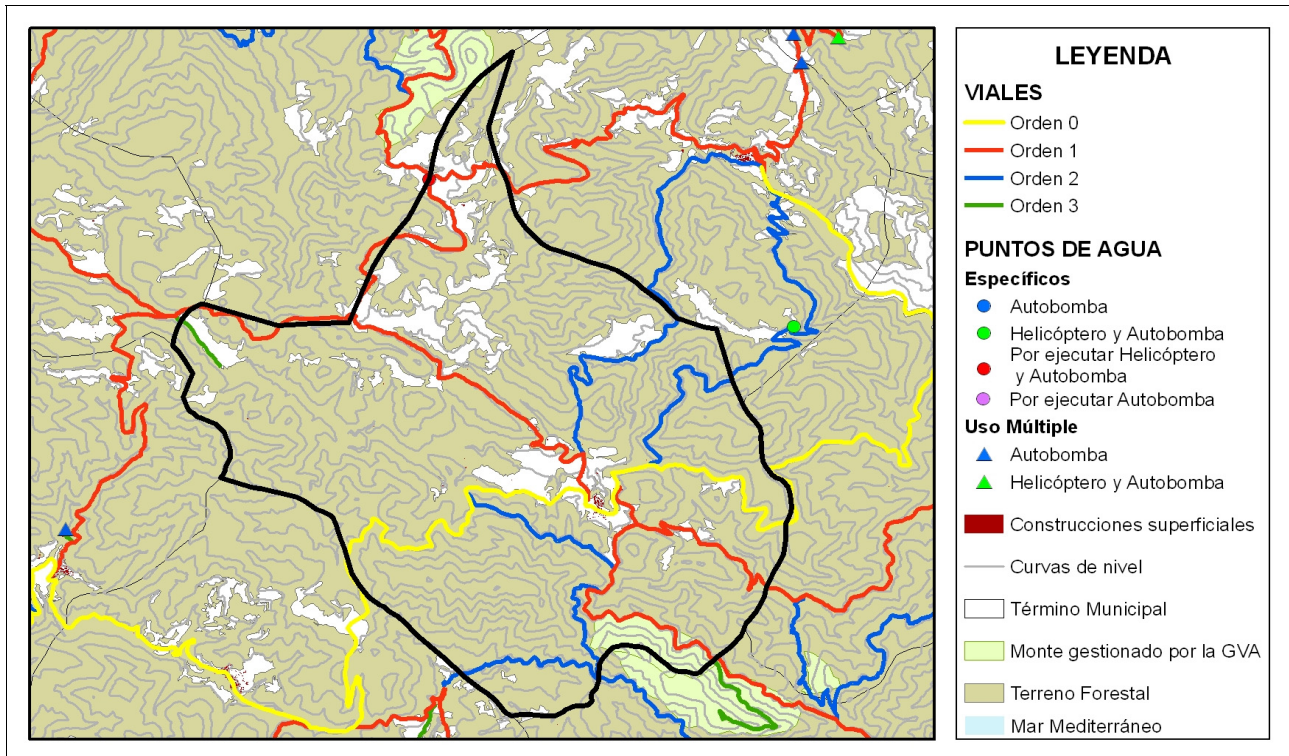 LEYENDA
VIALES
Orden 0
Orden 1
Orden 2
Orden 3
PUNTOS DE AGUA
Específicos
Autobomba
Helicóptero y Autobomba
Por ejecutar Helicóptero
y Autobomba
Por ejecutar Autobomba
Uso Múltiple
Autobomba
Helicóptero y Autobomba
Construcciones superficiales
Curvas de nivel
Término Municipal
Monte gestionado por la GVA
Terreno Forestal
Mar Mediterráneo